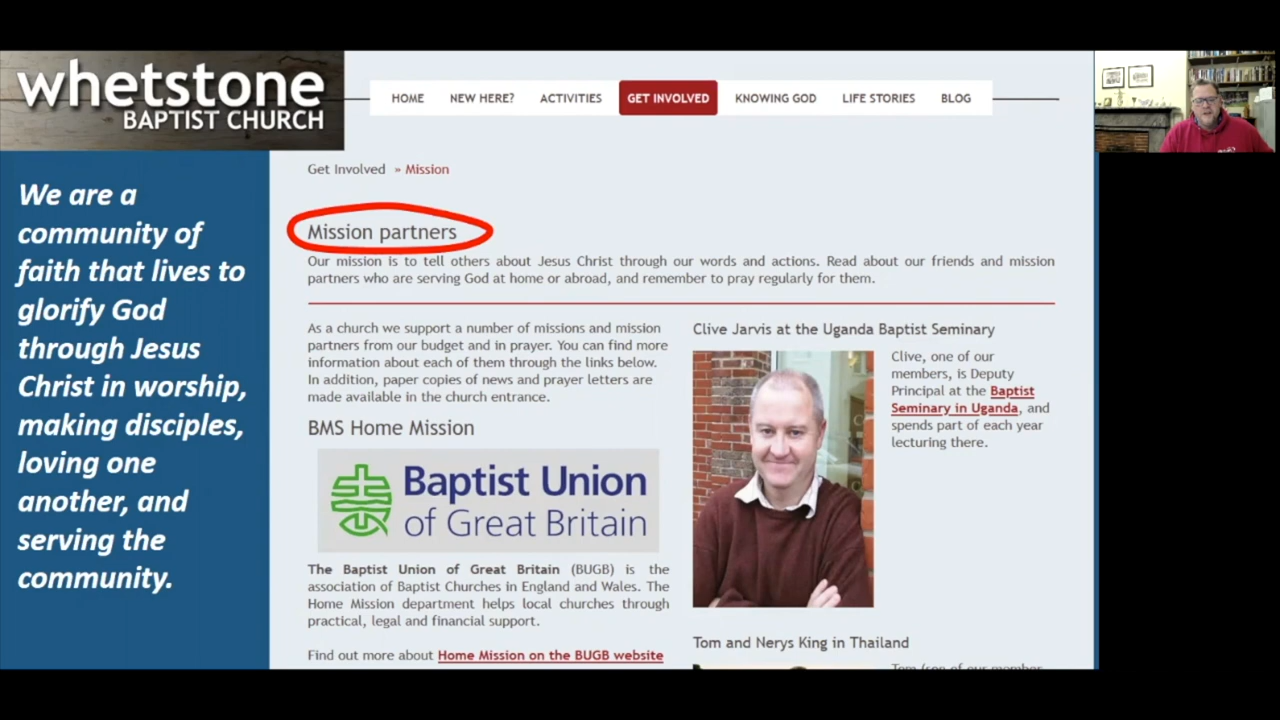 whetstone
BAPTIST CHURCH
HOME
NEW HERE?
ACTIVITIES
GET INVOLVED
KNOWING GOD
LIFE STORIES
BLOG
We are a
community of
faith that lives to
glorify God
through Jesus
Christ in worship,
making disciples,
loving one
another, and
serving the
community.
Get Involved » Mission
Mission partners
Our mission is to tell others about Jesus Christ through our words and actions. Read about our friends and mission
partners who are serving God at home or abroad, and remember to pray regularly for them.
As a church we support a number of missions and mission
partners from our budget and in prayer. You can find more
information about each of them through the links below.
In addition, paper copies of news and prayer letters are
made available in the church entrance.
BMS Home Mission
Baptist Union
of Great Britain
The Baptist Union of Great Britain (BUGB) is the
association of Baptist Churches in England and Wales. The
Home Mission department helps local churches through
practical, legal and financial support.
Find out more about Home Mission on the BUGB website
Clive Jarvis at the Uganda Baptist Seminary
Clive, one of our
members, is Deputy
Principal at the Baptist
Seminary in Uganda, and
spends part of each year
lecturing there.
Tom and Nerys King in Thailand
Tom (son of our member